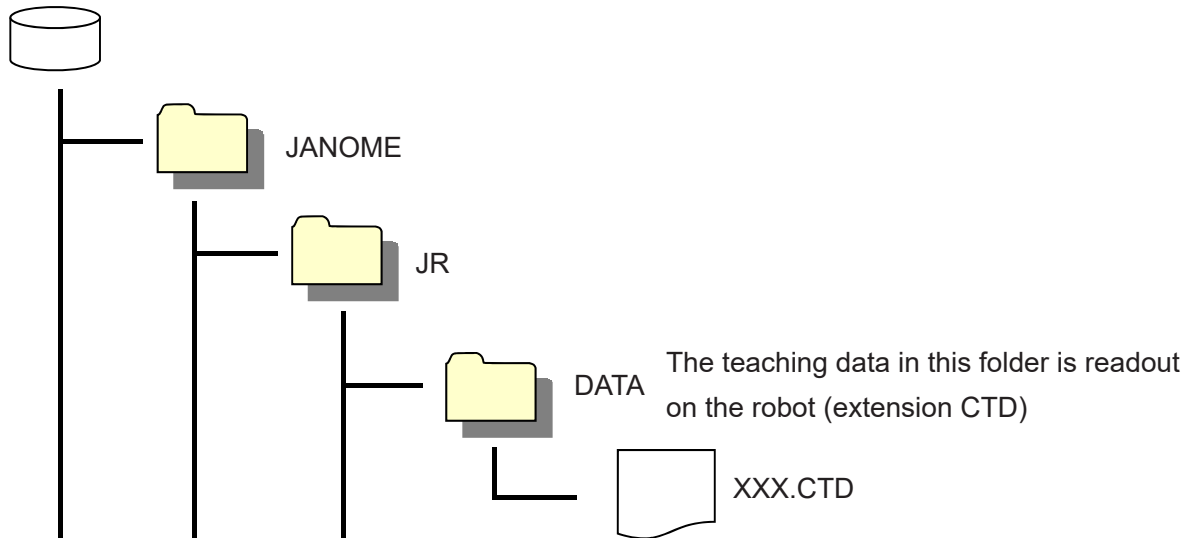 JANOME
JR
DATA
The teaching data in this folder is readout
on the robot (extension CTD)
XXX.CTD